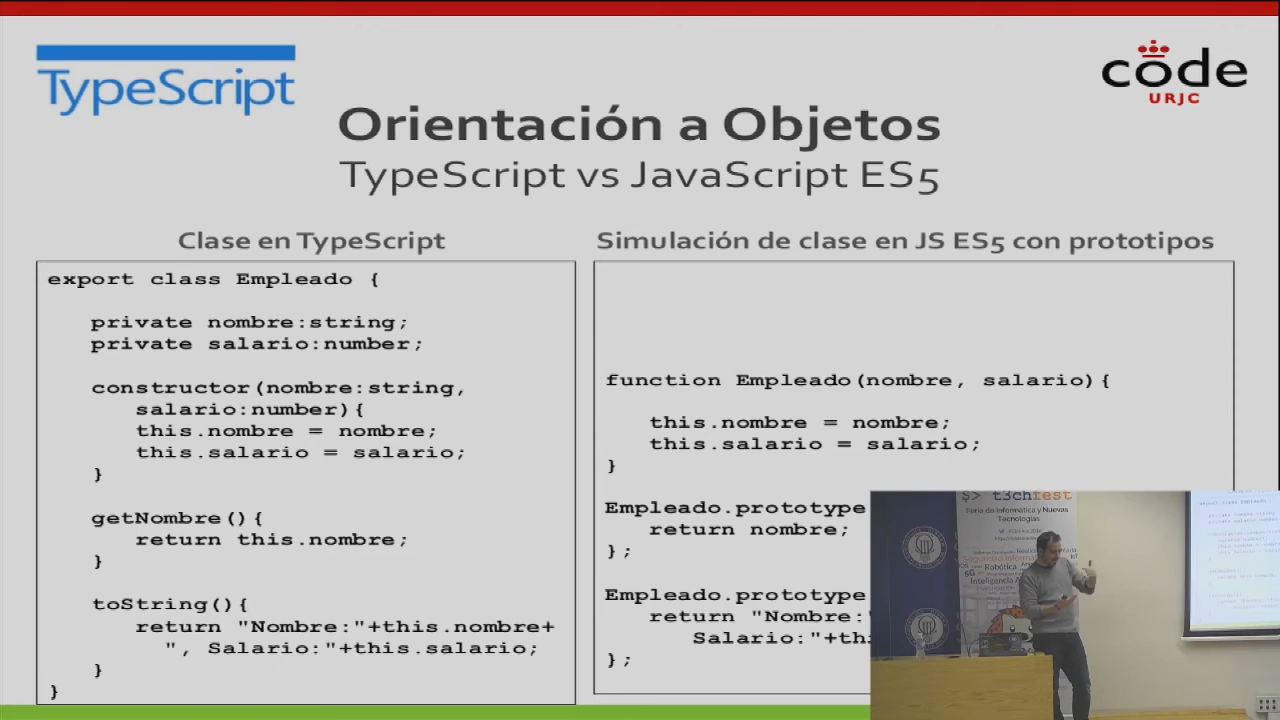 TypeScript
code
URJC
Orientación a Objetos
TypeScript vs JavaScript ES5
Clase en TypeScript
export class Empleado {
private nombre:string;
private salario:number;
constructor(nombre:string,
salario:number){
this.nombre = nombre;
this.salario = salario;
}
getNombre(){
return this.nombre;
}
toString(){
return "Nombre:"+this.nombre+
", Salario:"+this.salario;
}
}
Simulación de clase en JS ES5 con prototipos
function Empleado(nombre, salario){
this.nombre = nombre;
this.salario = salario;
}
Empleado.prototype
return nombre;
};
Empleado.prototype
return "Nombre:"
Salario:"+th
};
$> t3chfest
Feria de Informática y Nuevas
Tecnologías
Robótica
Inteligencia